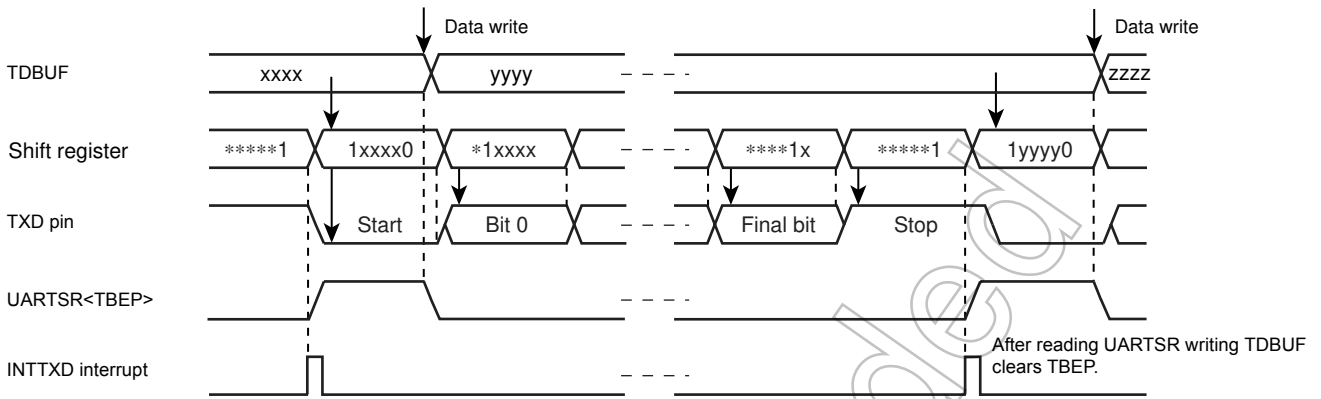 Data write Data write
TDBUF xxxx yyyy zzzz
Shift register *****1 1xxxx0 *1xxxx ****1x *****1 1yyyy0
TXD pin Start Bit 0 Final bit Stop
UARTSR<TBEP>
After reading UARTSR writing TDBUF
INTTXD interrupt clears TBEP.
ded